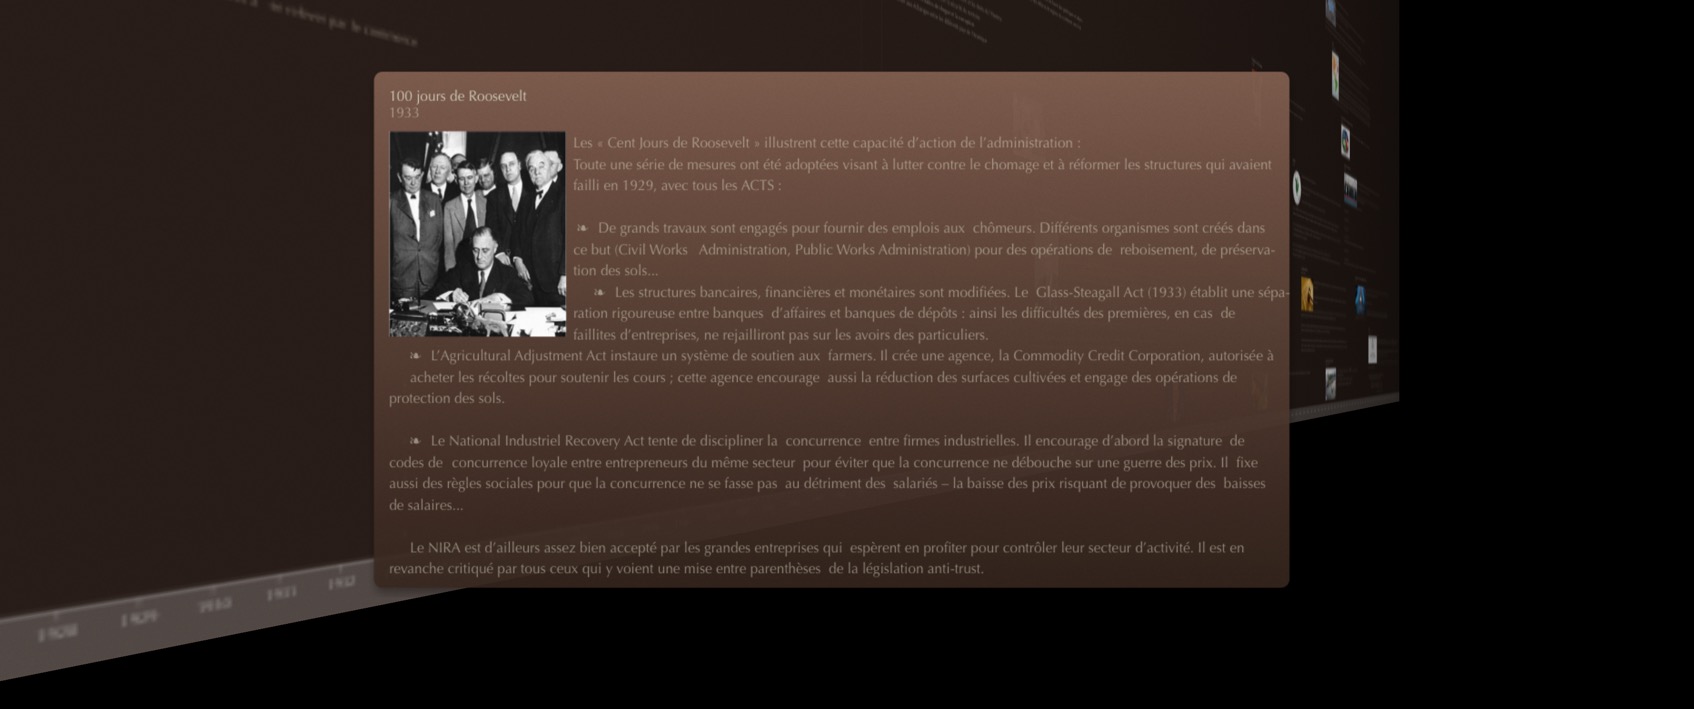 ne relèvent pas le
100 jours de Roosevelt
1933
Les « Cent Jours de Roosevelt » illustrent cette capacité d’action de l’administration :
Toute une série de mesures ont été adoptées visant à lutter contre le chomage et à réformer les structures qui avaient
failli en 1929, avec tous les ACTS :
❧ De grands travaux sont engagés pour fournir des emplois aux chômeurs. Différents organismes sont créés dans
ce but (Civil Works Administration, Public Works Administration) pour des opérations de reboisement, de préserva-
tion des sols...
❧ Les structures bancaires, financières et monétaires sont modifiées. Le Glass-Steagall Act (1933) établit une sépa-
ration rigoureuse entre banques d’affaires et banques de dépôts : ainsi les difficultés des premières, en cas de
faillites d’entreprises, ne rejailliront pas sur les avoirs des particuliers.
❧ L’Agricultural Adjustment Act instaure un système de soutien aux farmers. Il crée une agence, la Commodity Credit Corporation, autorisée à
acheter les récoltes pour soutenir les cours ; cette agence encourage aussi la réduction des surfaces cultivées et engage des opérations de
protection des sols.
❧ Le National Industriel Recovery Act tente de discipliner la concurrence entre firmes industrielles. Il encourage d’abord la signature de
codes de concurrence loyale entre entrepreneurs du même secteur pour éviter que la concurrence ne débouche sur une guerre des prix. Il fixe
aussi des règles sociales pour que la concurrence ne se fasse pas au détriment des salariés – la baisse des prix risquant de provoquer des baisses
de salaires...
Le NIRA est d’ailleurs assez bien accepté par les grandes entreprises qui espèrent en profiter pour contrôler leur secteur d’activité. Il est en
revanche critiqué par tous ceux qui y voient une mise entre parenthèses de la législation anti-trust.